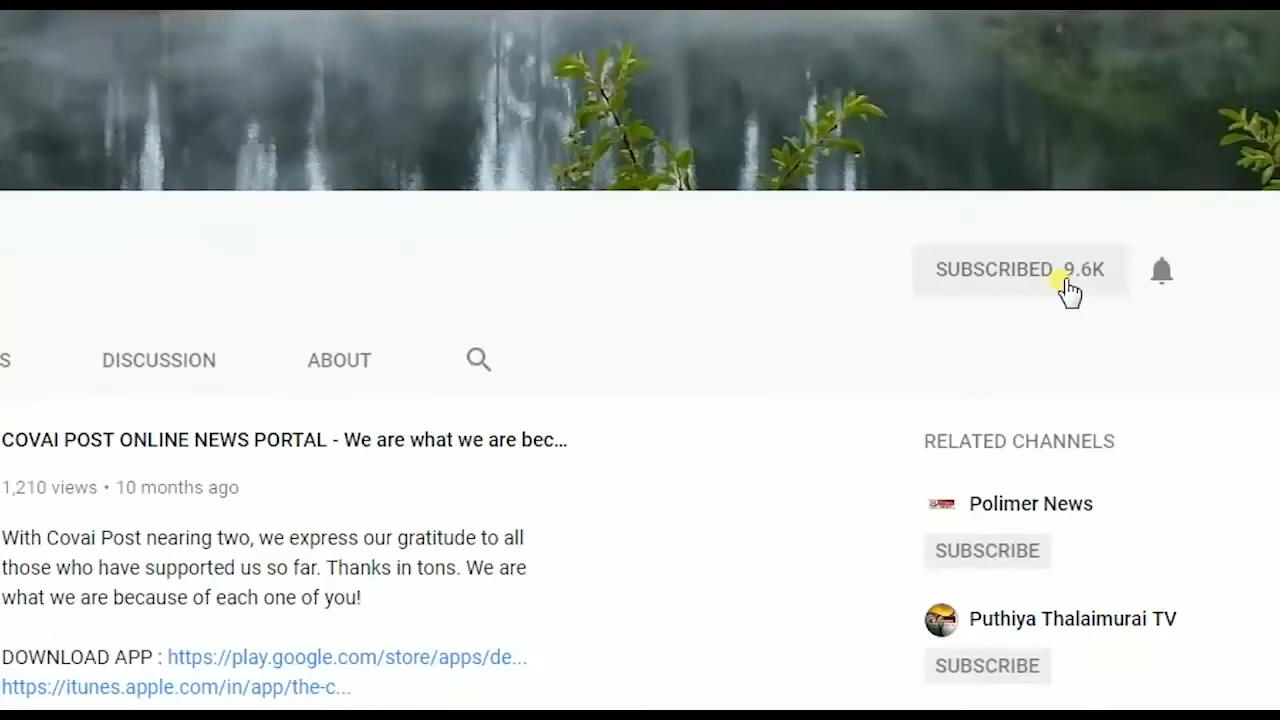 SUBSCRIBED 9.6K
S DISCUSSION ABOUT
COVAI POST ONLINE NEWS PORTAL - We are what we are bec...
1,210 views • 10 months ago
With Covai Post nearing two, we express our gratitude to all
those who have supported us so far. Thanks in tons. We are
what we are because of each one of you!
DOWNLOAD APP : https://play.google.com/store/apps/de...
https://itunes.apple.com/in/app/the-c...
RELATED CHANNELS
Polimer News
SUBSCRIBE
Puthiya Thalaimurai TV
SUBSCRIBE